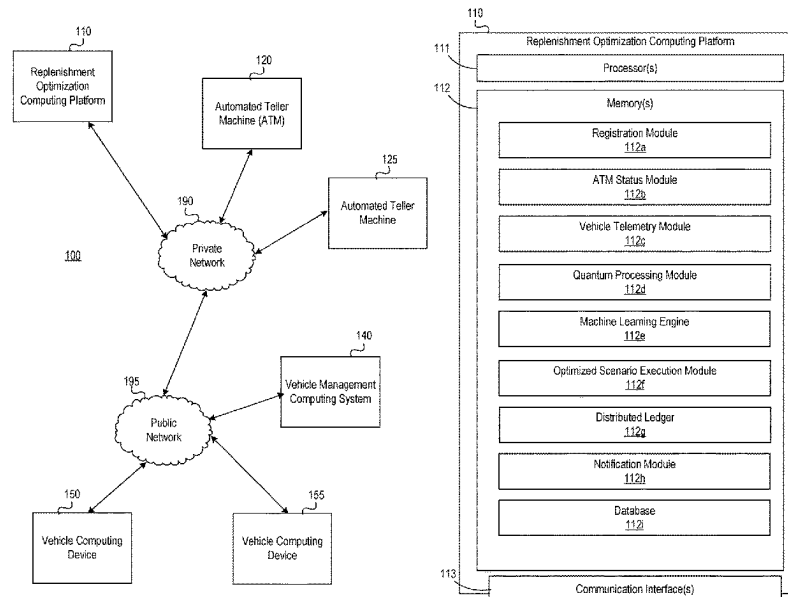 110
Replenishment
Optimization
Computing Platform
120
Automated Teller
Machine (ATM)
125
Automated Teller
Machine
190
Private
Network
100
140
Vehicle Management
Computing System
195
Public
Network
150
Vehicle Computing
Device
155
Vehicle Computing
Device
110
Replenishment Optimization Computing Platform
111
Processor(s)
112
Memory(s)
Registration Module
112a
ATM Status Module
112b
Vehicle Telemetry Module
112c
Quantum Processing Module
112d
Machine Learning Engine
112e
Optimized Scenario Execution Module
112f
Distributed Ledger
112g
Notification Module
112h
Database
112i
113
Communication Interface(s)